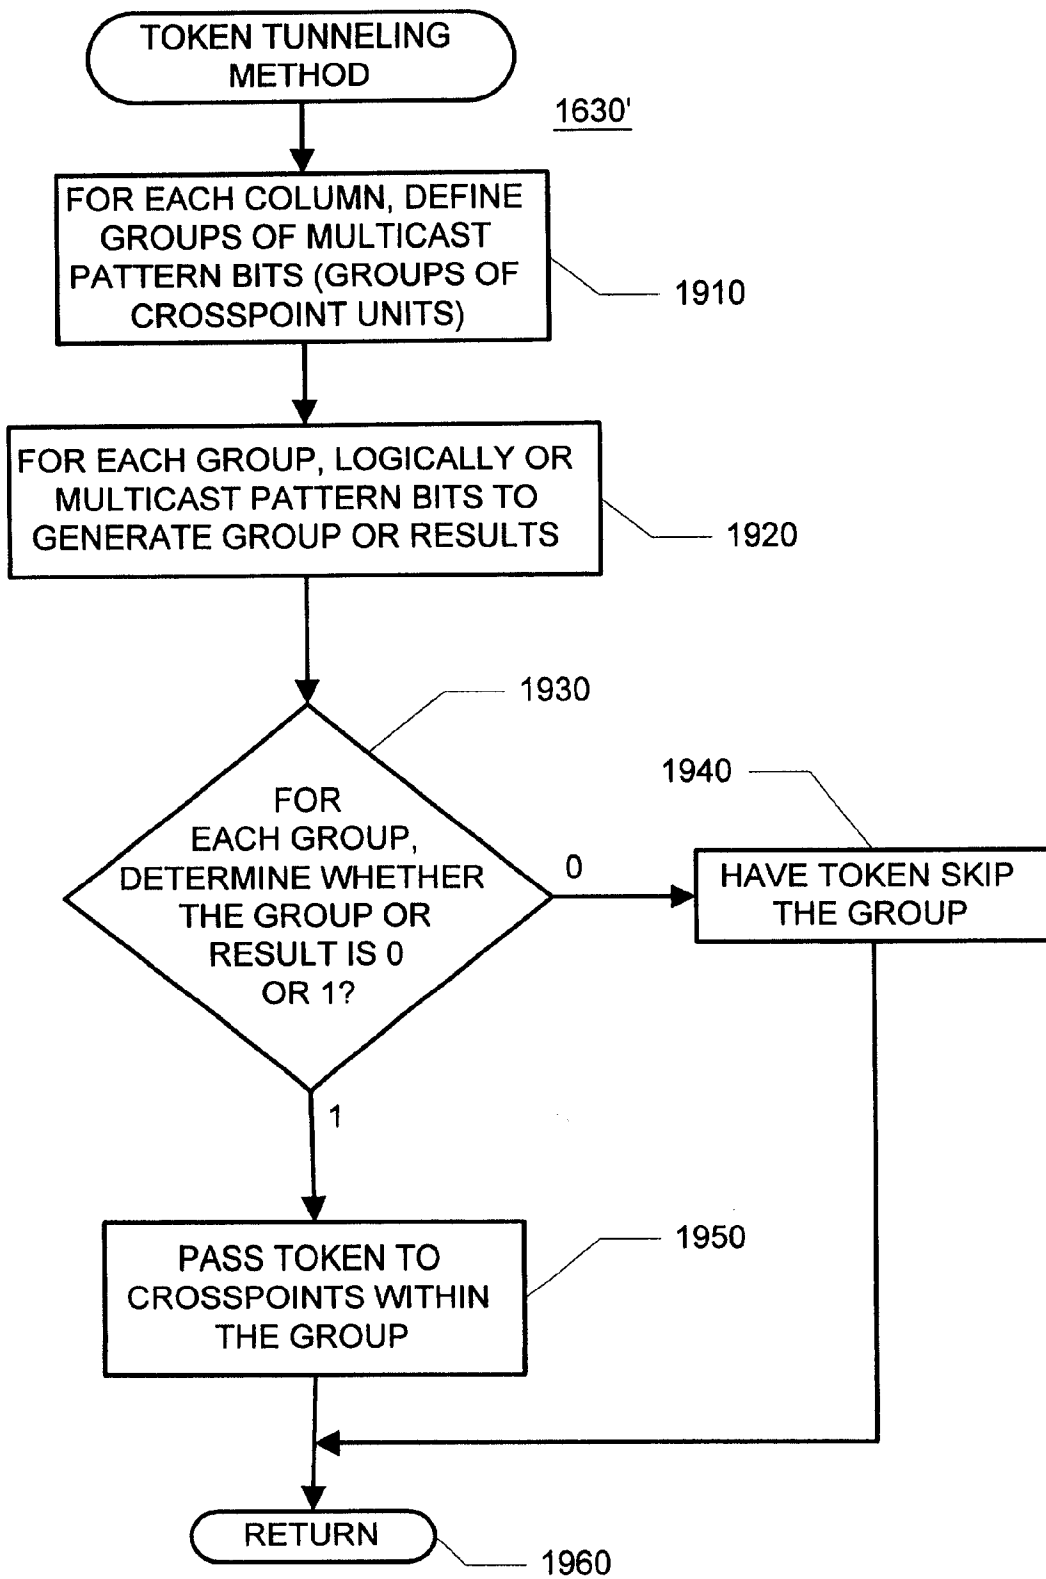 TOKEN TUNNELING
METHOD
1630'
FOR EACH COLUMN, DEFINE
GROUPS OF MULTICAST
PATTERN BITS (GROUPS OF
CROSSPOINT UNITS)
1910
FOR EACH GROUP, LOGICALLY OR
MULTICAST PATTERN BITS TO
GENERATE GROUP OR RESULTS
1920
1930
FOR
EACH GROUP,
DETERMINE WHETHER
THE GROUP OR
RESULT IS 0
OR 1?
0
1940
HAVE TOKEN SKIP
THE GROUP
1
PASS TOKEN TO
CROSSPOINTS WITHIN
THE GROUP
1950
RETURN
1960